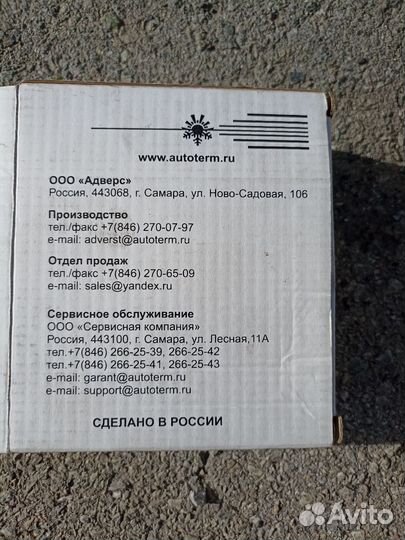 www.autoterm.ru
ООО «Адверс»
Россия, 443068, г. Самара, ул. Ново-Садовая, 106
Производство
тел./факс +7(846) 270-07-97
e-mail: adverst@autoterm.ru
Отдел продаж
тел./факс +7(846) 270-65-09
e-mail: sales@yandex.ru
Сервисное обслуживание
ООО «Сервисная компания»
Россия, 443100, г. Самара, ул. Лесная,11А
тел.+7(846) 266-25-39, 266-25-42
тел.+7(846) 266-25-41, 266-25-43
e-mail: garant@autoterm.ru
e-mail: support@autoterm.ru
СДЕЛАНО В РОССИИ
Avito